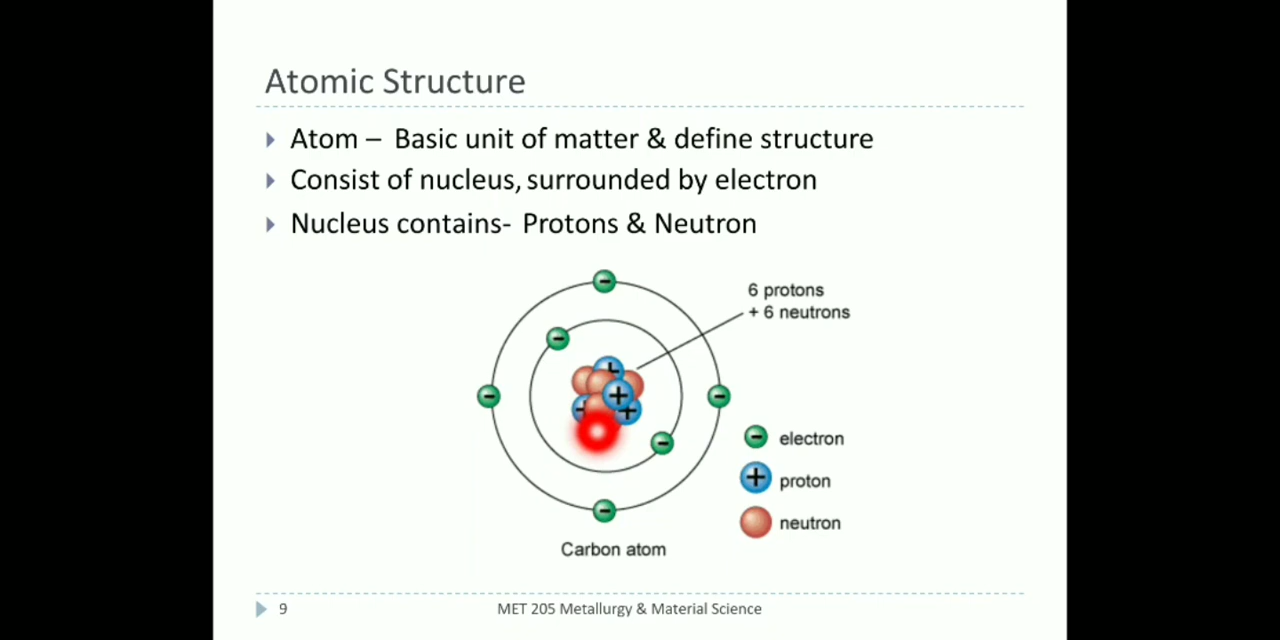 Atomic Structure
Atom – Basic unit of matter & define structure
Consist of nucleus, surrounded by electron
Nucleus contains- Protons & Neutron
6 protons
+ 6 neutrons
electron
proton
neutron
Carbon atom
9
MET 205 Metallurgy & Material Science